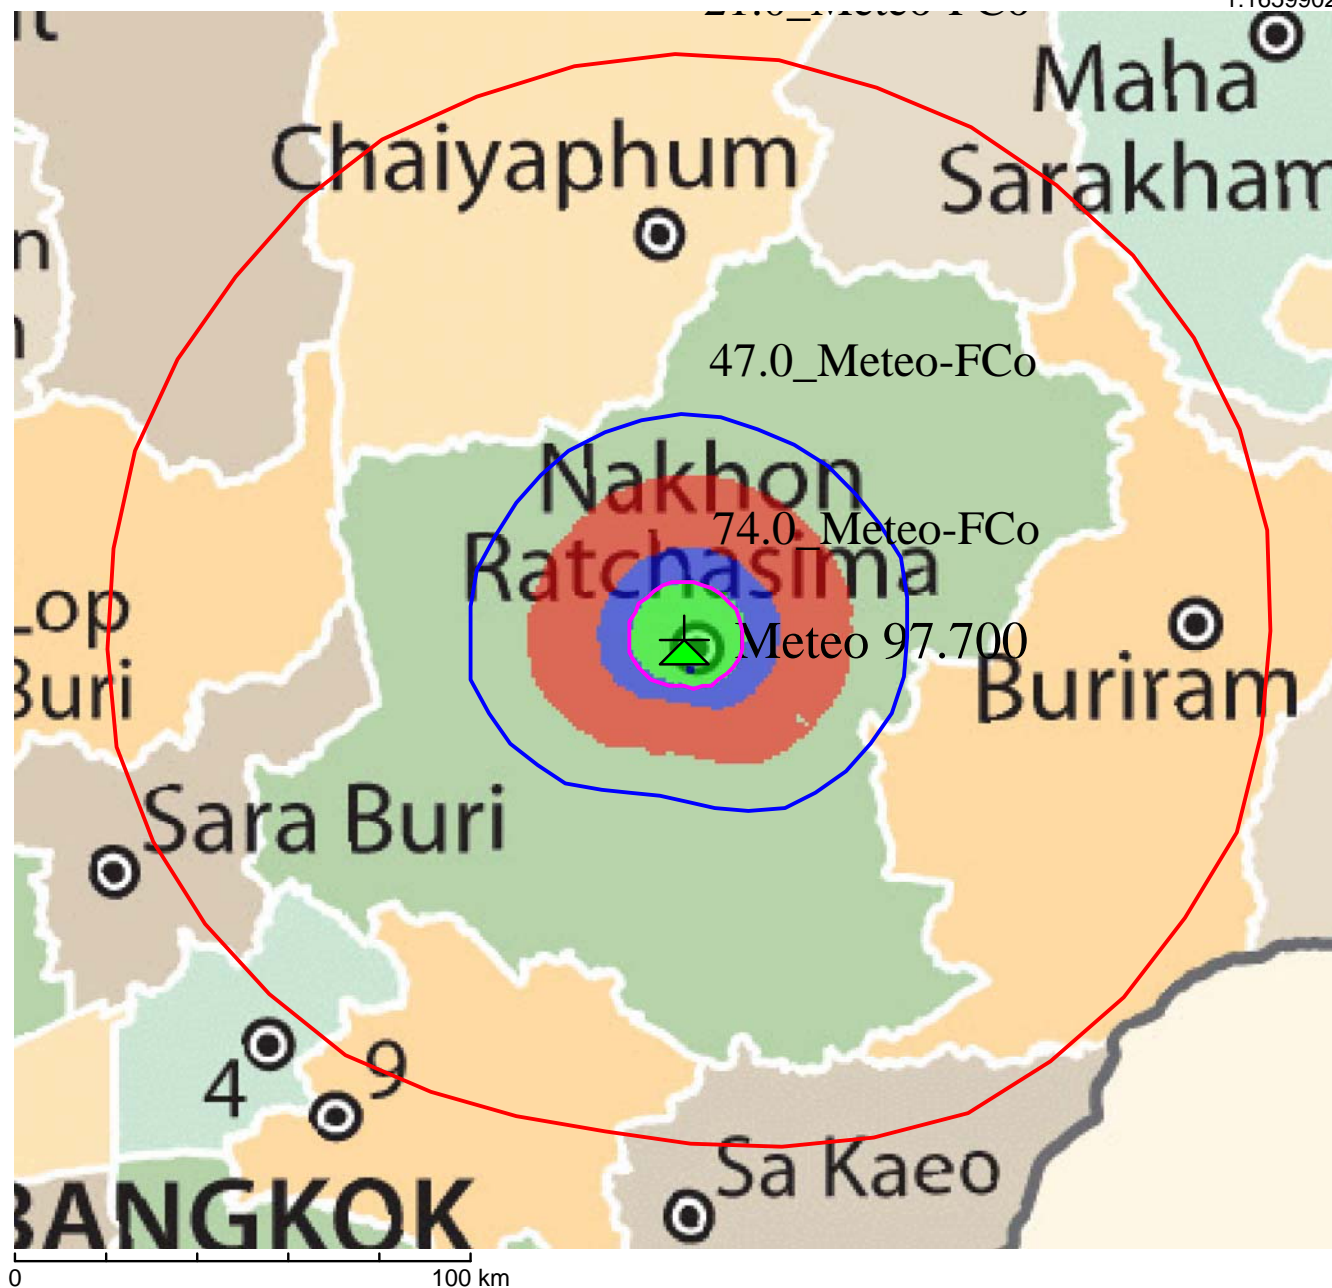 Maha
Sarakham
Chaiyaphum
n
47.0_Meteo-FCo
Nakhon
74.0_Meteo-FCo
Ratchasima
Lop
Buri
Meteo 97.700
Buriram
Sara Buri
4
9
Sa Kaeo
BANGKOK
0
100 km